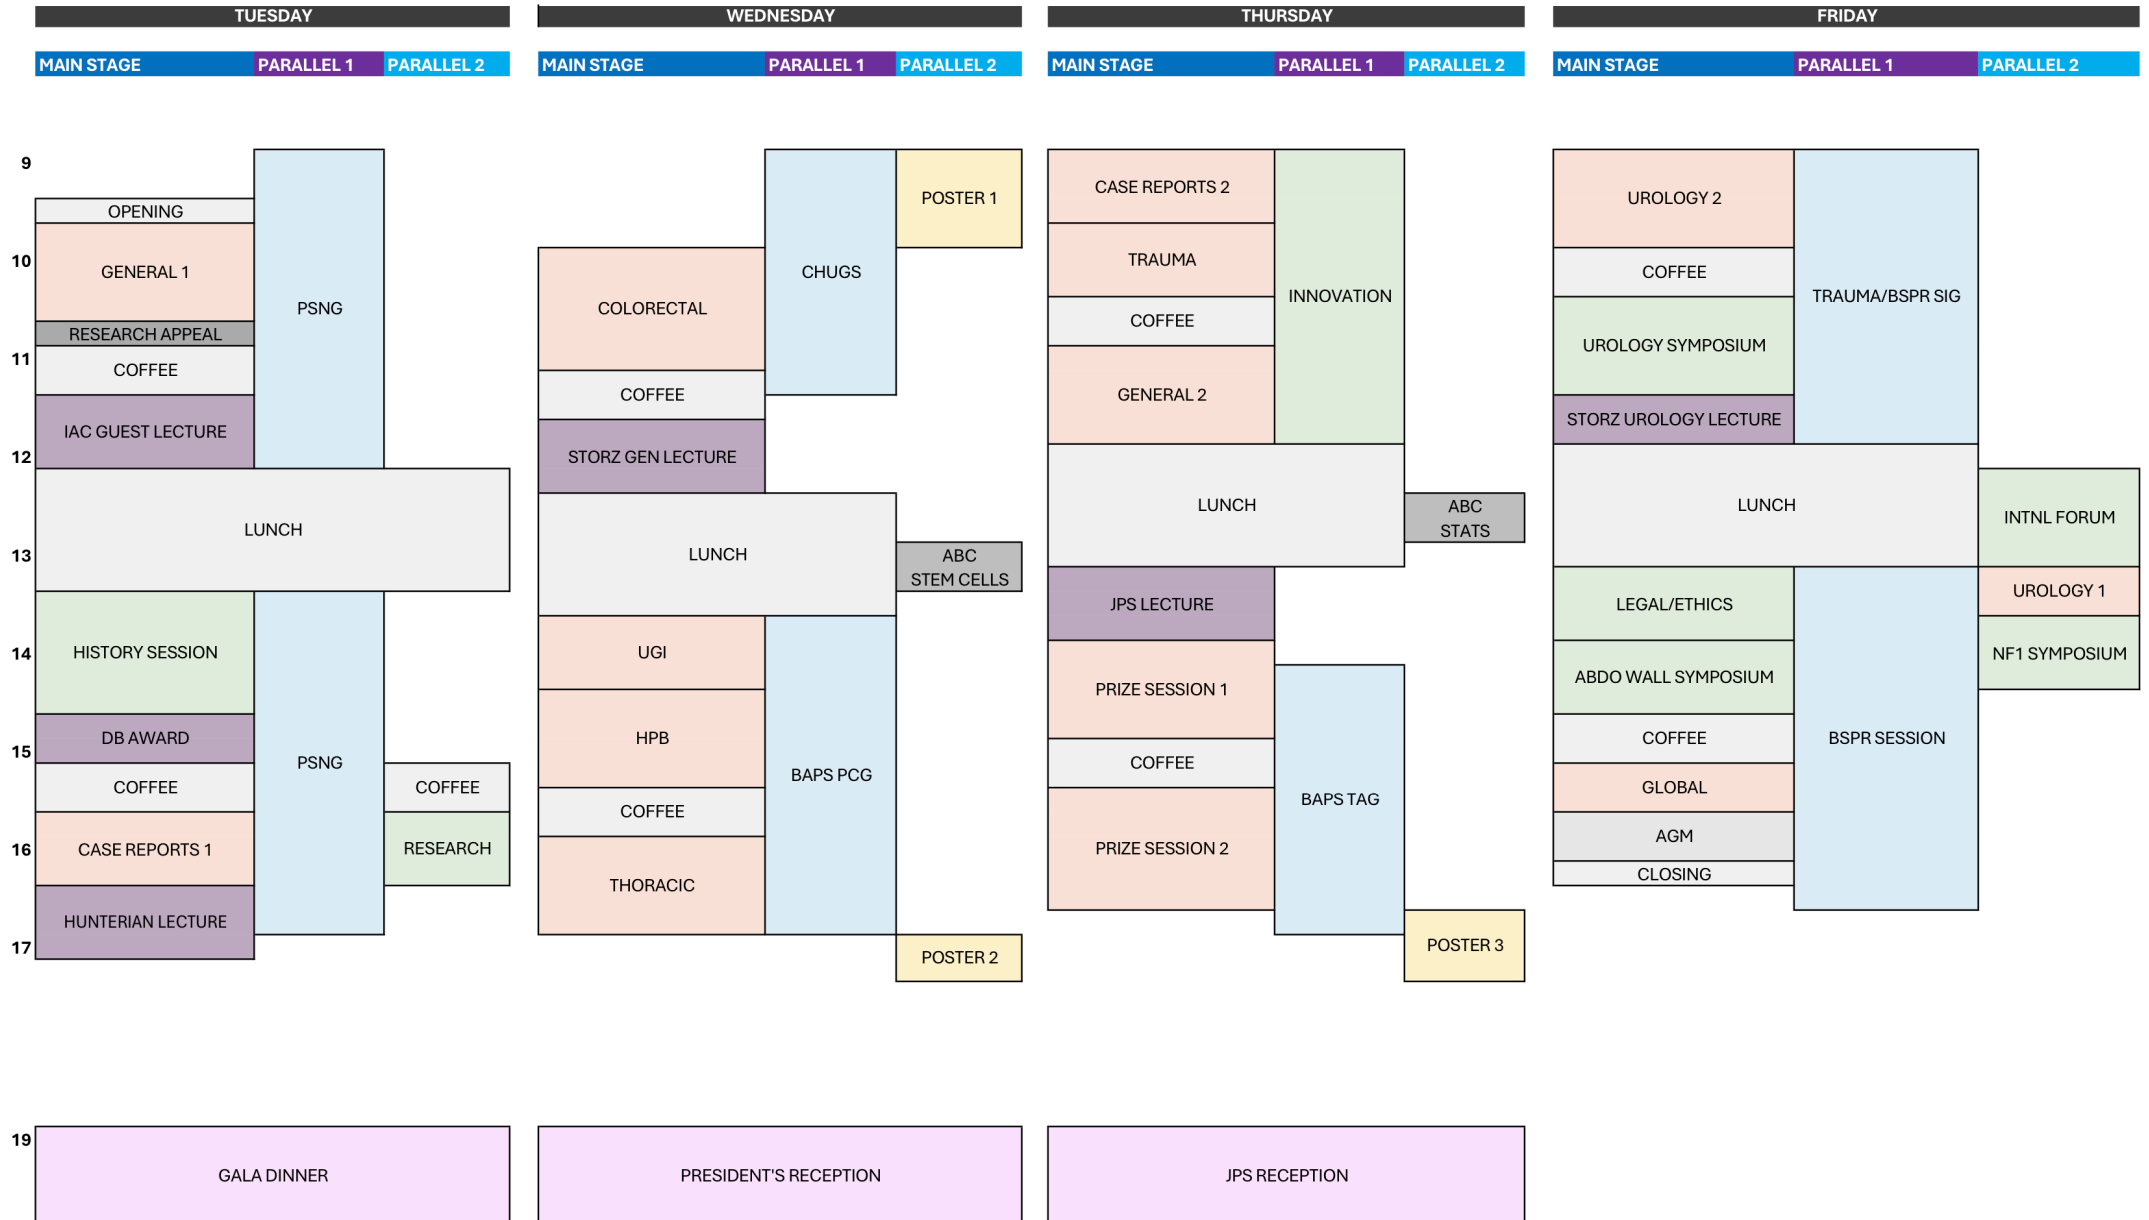 TUESDAY
WEDNESDAY
THURSDAY
FRIDAY
MAIN STAGE
PARALLEL 1
PARALLEL 2
MAIN STAGE
PARALLEL 1
PARALLEL 2
MAIN STAGE
PARALLEL 1
PARALLEL 2
MAIN STAGE
PARALLEL 1
PARALLEL 2
9
10
11
12
13
14
15
16
17
19
OPENING
GENERAL 1
RESEARCH APPEAL
COFFEE
IAC GUEST LECTURE
PSNG
LUNCH
HISTORY SESSION
DB AWARD
COFFEE
CASE REPORTS 1
HUNTERIAN LECTURE
PSNG
COFFEE
RESEARCH
GALA DINNER
COLORECTAL
COFFEE
STORZ GEN LECTURE
CHUGS
POSTER 1
LUNCH
ABC
STEM CELLS
UGI
HPB
COFFEE
THORACIC
BAPS PCG
POSTER 2
PRESIDENT'S RECEPTION
CASE REPORTS 2
TRAUMA
COFFEE
GENERAL 2
INNOVATION
LUNCH
ABC
STATS
JPS LECTURE
PRIZE SESSION 1
COFFEE
PRIZE SESSION 2
BAPS TAG
POSTER 3
JPS RECEPTION
UROLOGY 2
COFFEE
UROLOGY SYMPOSIUM
STORZ UROLOGY LECTURE
TRAUMA/BSPR SIG
LUNCH
INTNL FORUM
LEGAL/ETHICS
ABDO WALL SYMPOSIUM
COFFEE
GLOBAL
AGM
CLOSING
BSPR SESSION
UROLOGY 1
NF1 SYMPOSIUM